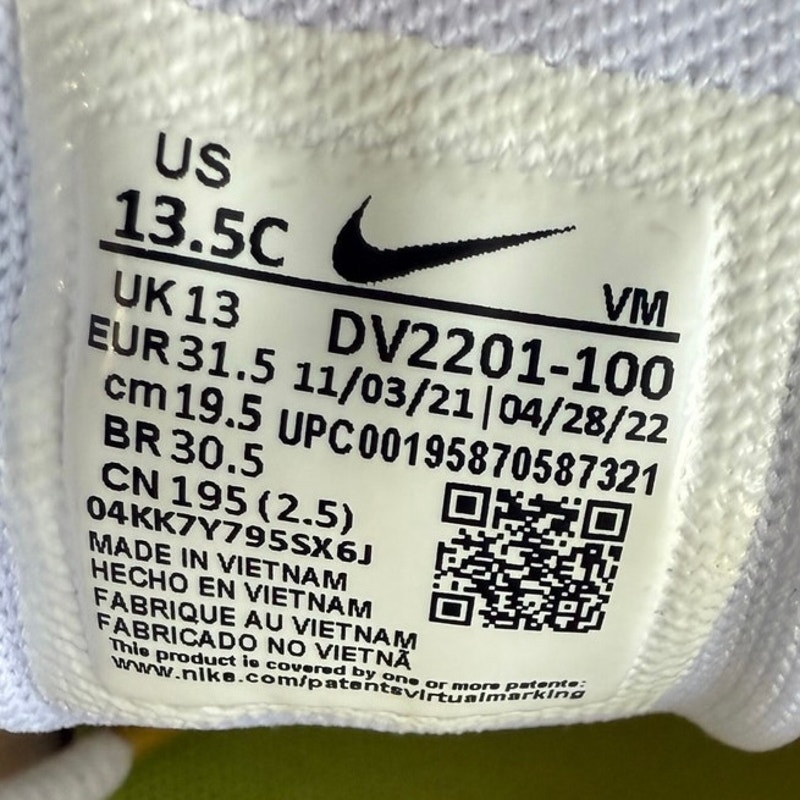 US
13.5C
VM
UK 13
DV2201-100
EUR 31.5
11/03/21 | 04/28/22
cm 19.5
UPC00195870587321
BR 30.5
CN 195 (2.5)
04KK7Y795SX6J
MADE IN VIETNAM
HECHO EN VIETNAM
FABRIQUE AU VIETNAM
FABRICADO NO VIETNÃ
This product is covered by one or more patents:
www.nike.com/patentsvirtualmarking